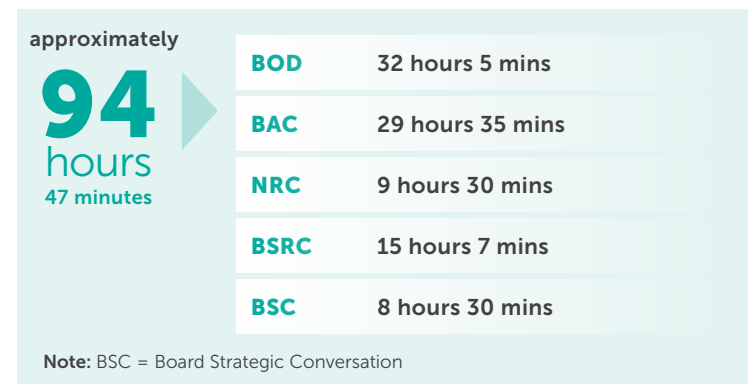 approximately
94
hours
47 minutes
BOD 32 hours 5 mins
BAC 29 hours 35 mins
NRC 9 hours 30 mins
BSRC 15 hours 7 mins
BSC 8 hours 30 mins
Note: BSC = Board Strategic Conversation